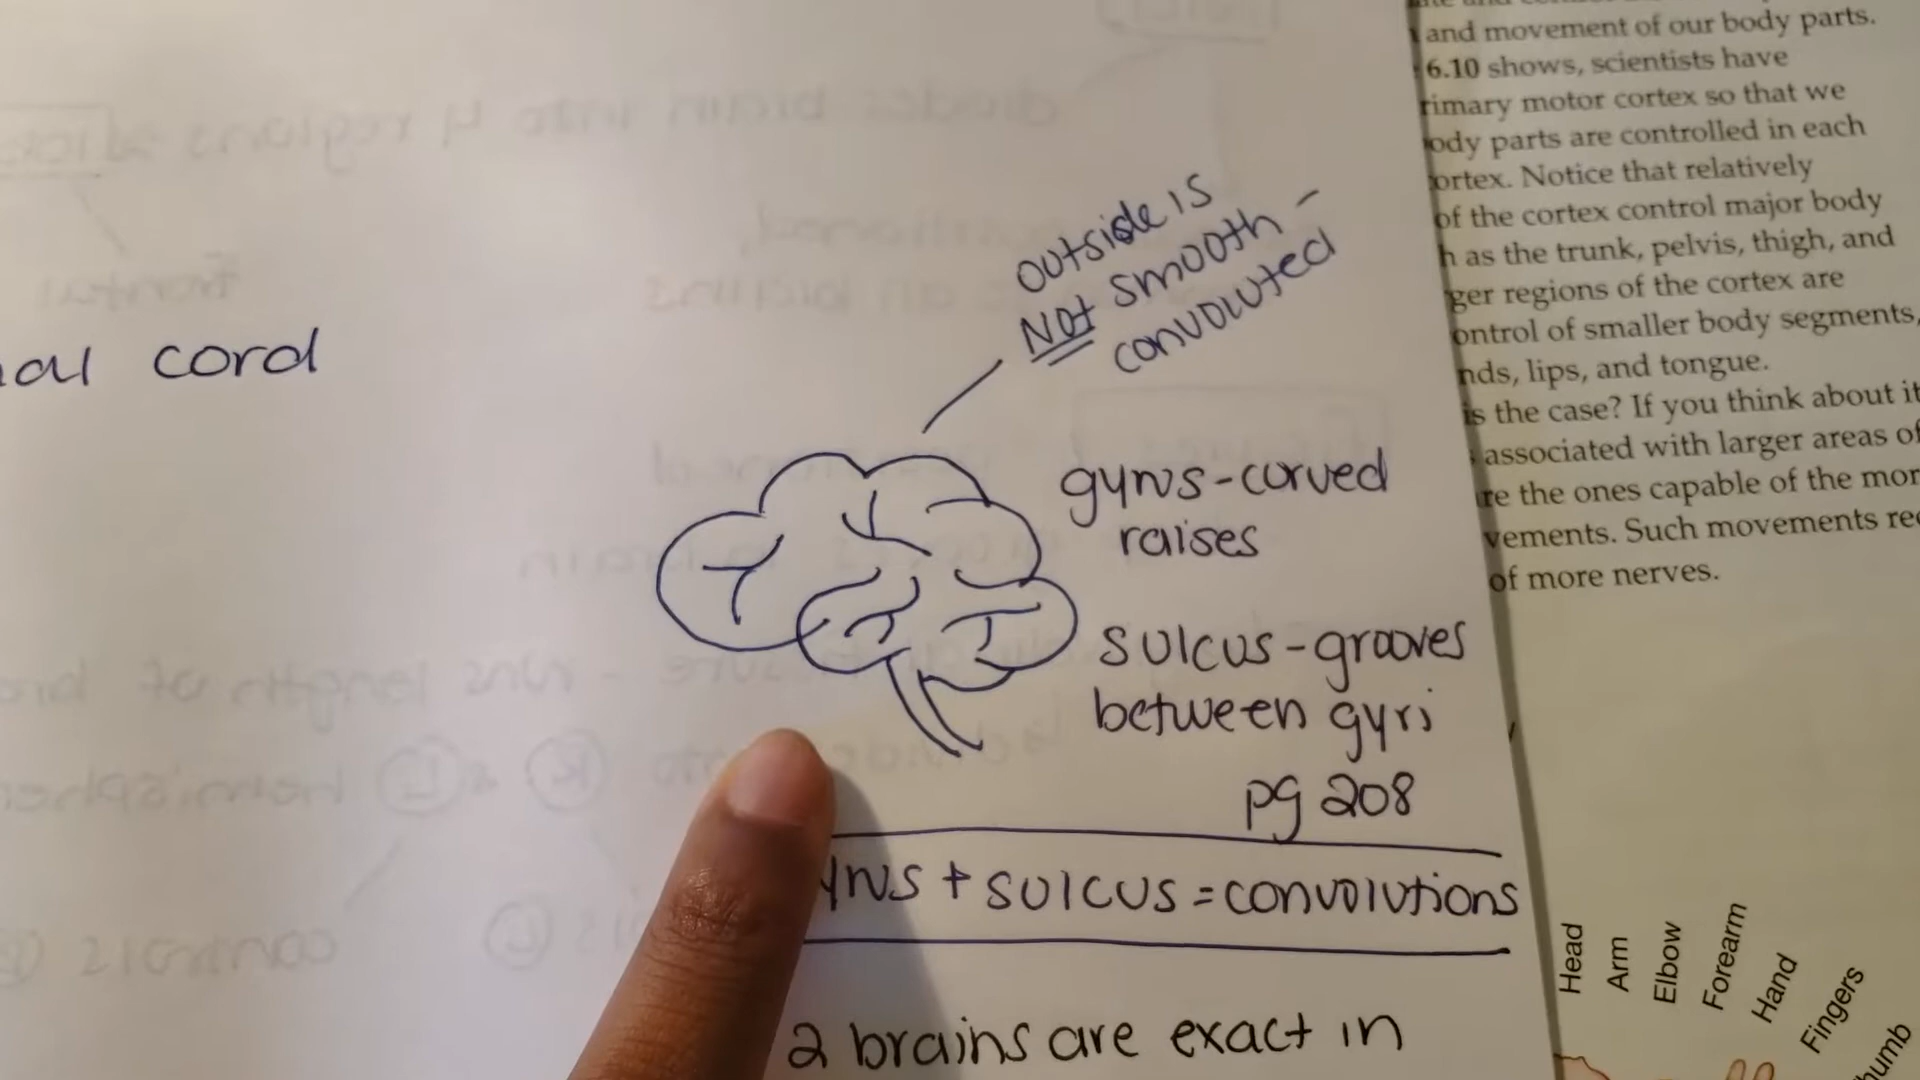 nal cord
outside is
NOT smooth -
convoluted
gyrus-curved
raises
sulcus-grooves
between gyri
pg 208
yrus + sulcus = convolutions
2 brains are exact in
and movement of our body parts.
6.10 shows, scientists have
rimary motor cortex so that we
ody parts are controlled in each
ortex. Notice that relatively
of the cortex control major body
h as the trunk, pelvis, thigh, and
ger regions of the cortex are
ontrol of smaller body segments,
nds, lips, and tongue.
is the case? If you think about it
associated with larger areas of
re the ones capable of the mor
vements. Such movements req
of more nerves.
Head
Arm
Elbow
Forearm
Hand
Fingers
humb